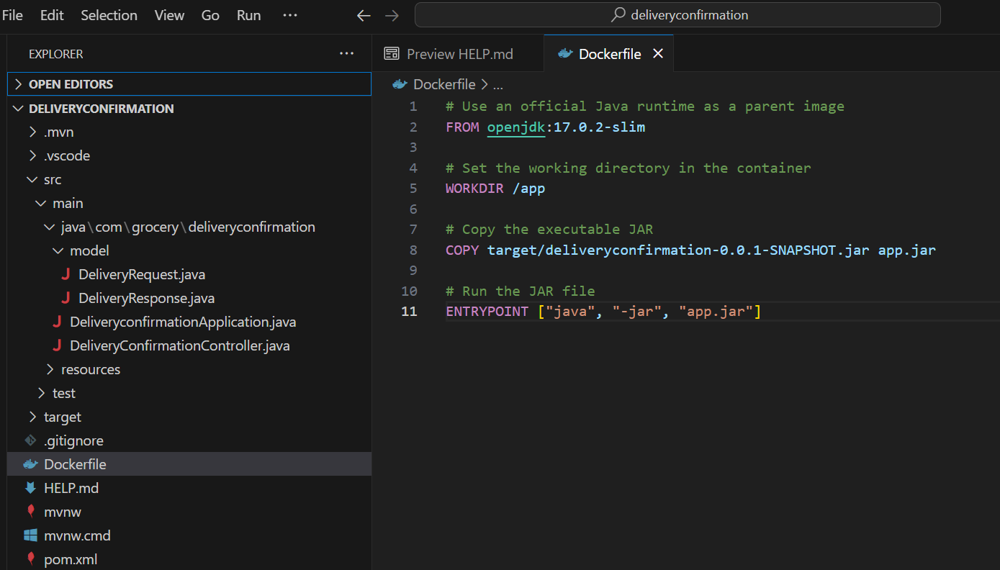 File Edit Selection View Go Run ···
deliveryconfirmation
EXPLORER ···
OPEN EDITORS
DELIVERYCONFIRMATION
.mvn
.vscode
src
main
java\com\grocery\deliveryconfirmation
model
DeliveryRequest.java
DeliveryResponse.java
DeliveryconfirmationApplication.java
DeliveryConfirmationController.java
resources
test
target
.gitignore
Dockerfile
HELP.md
mvnw
mvnw.cmd
pom.xml
Preview HELP.md
Dockerfile
Dockerfile > ...
1 # Use an official Java runtime as a parent image
2 FROM openjdk:17.0.2-slim
3
4 # Set the working directory in the container
5 WORKDIR /app
6
7 # Copy the executable JAR
8 COPY target/deliveryconfirmation-0.0.1-SNAPSHOT.jar app.jar
9
10 # Run the JAR file
11 ENTRYPOINT ["java", "-jar", "app.jar"]